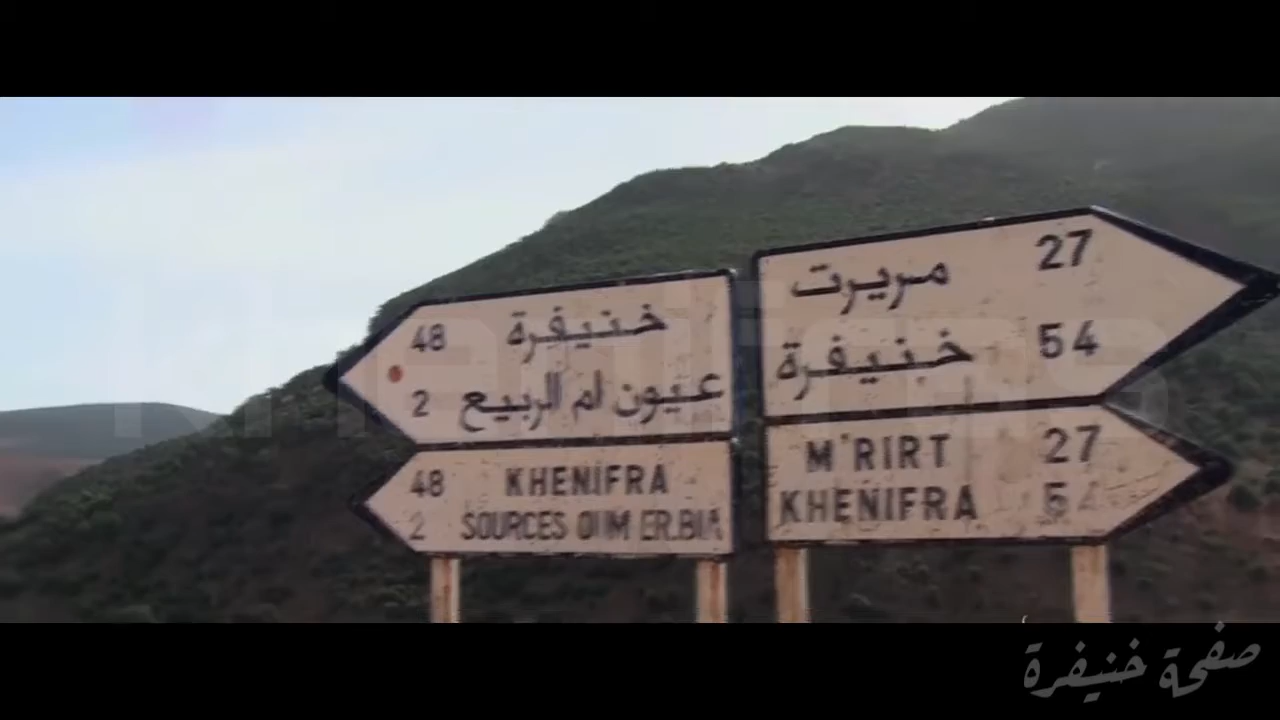 48 خنيفرة
2 عيون ام الربيع
48 KHENIFRA
2 SOURCES OUM ER.BIA
مريرت 27
خنيفرة 54
M'RIRT 27
KHENIFRA 54
صفحة خنيفرة